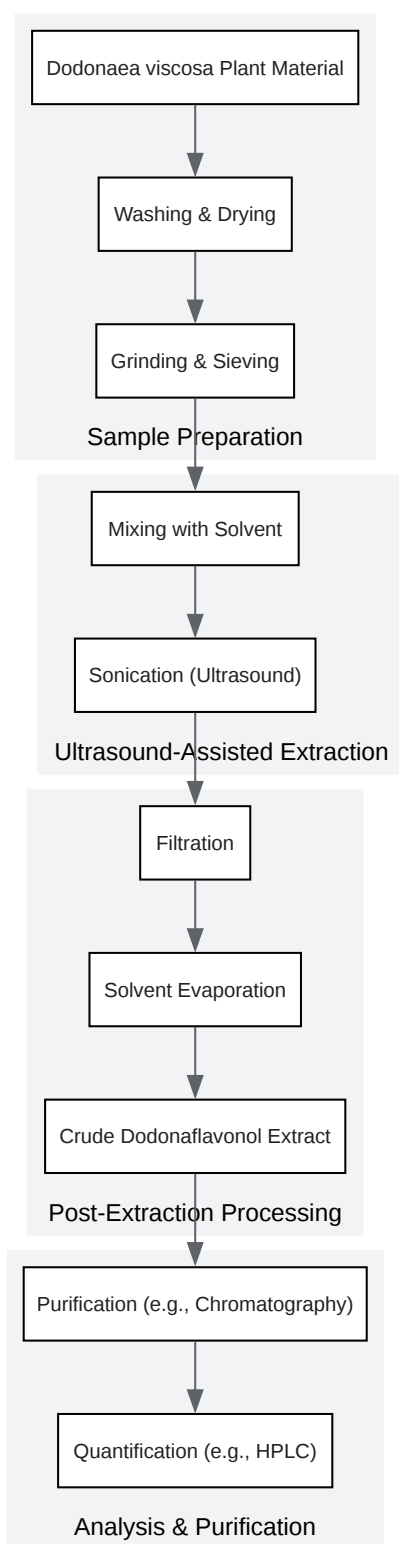 Dodonaea viscosa Plant Material
Washing & Drying
Grinding & Sieving
Sample Preparation
Mixing with Solvent
Sonication (Ultrasound)
Ultrasound-Assisted Extraction
Filtration
Solvent Evaporation
Crude Dodonaflavonol Extract
Post-Extraction Processing
Purification (e.g., Chromatography)
Quantification (e.g., HPLC)
Analysis & Purification